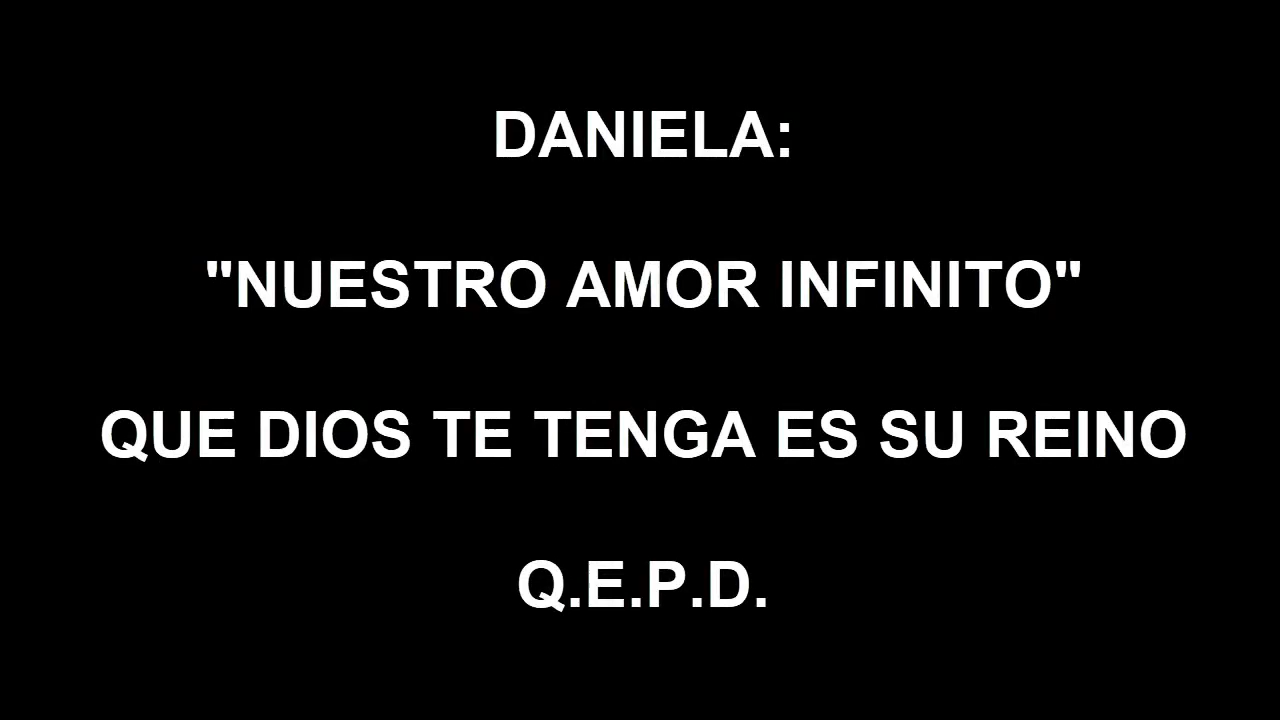 DANIELA:
"NUESTRO AMOR INFINITO"
QUE DIOS TE TENGA ES SU REINO
Q.E.P.D.